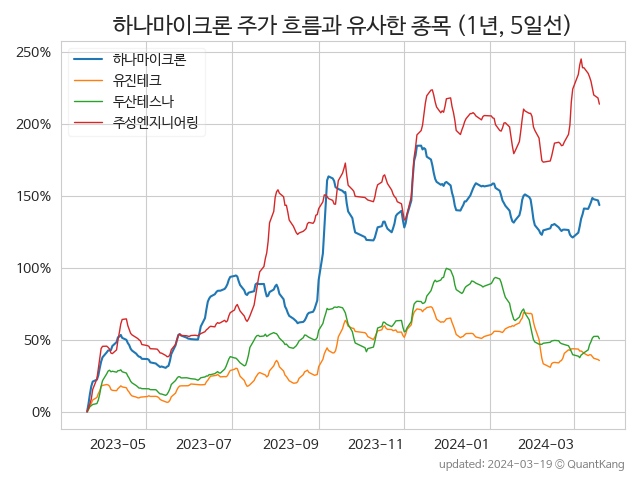 하나마이크론 주가 흐름과 유사한 종목 (1년, 5일선)
250%
200%
150%
100%
50%
0%
하나마이크론
유진테크
두산테스나
주성엔지니어링
2023-05 2023-07 2023-09 2023-11 2024-01 2024-03
updated: 2024-03-19 © QuantKang